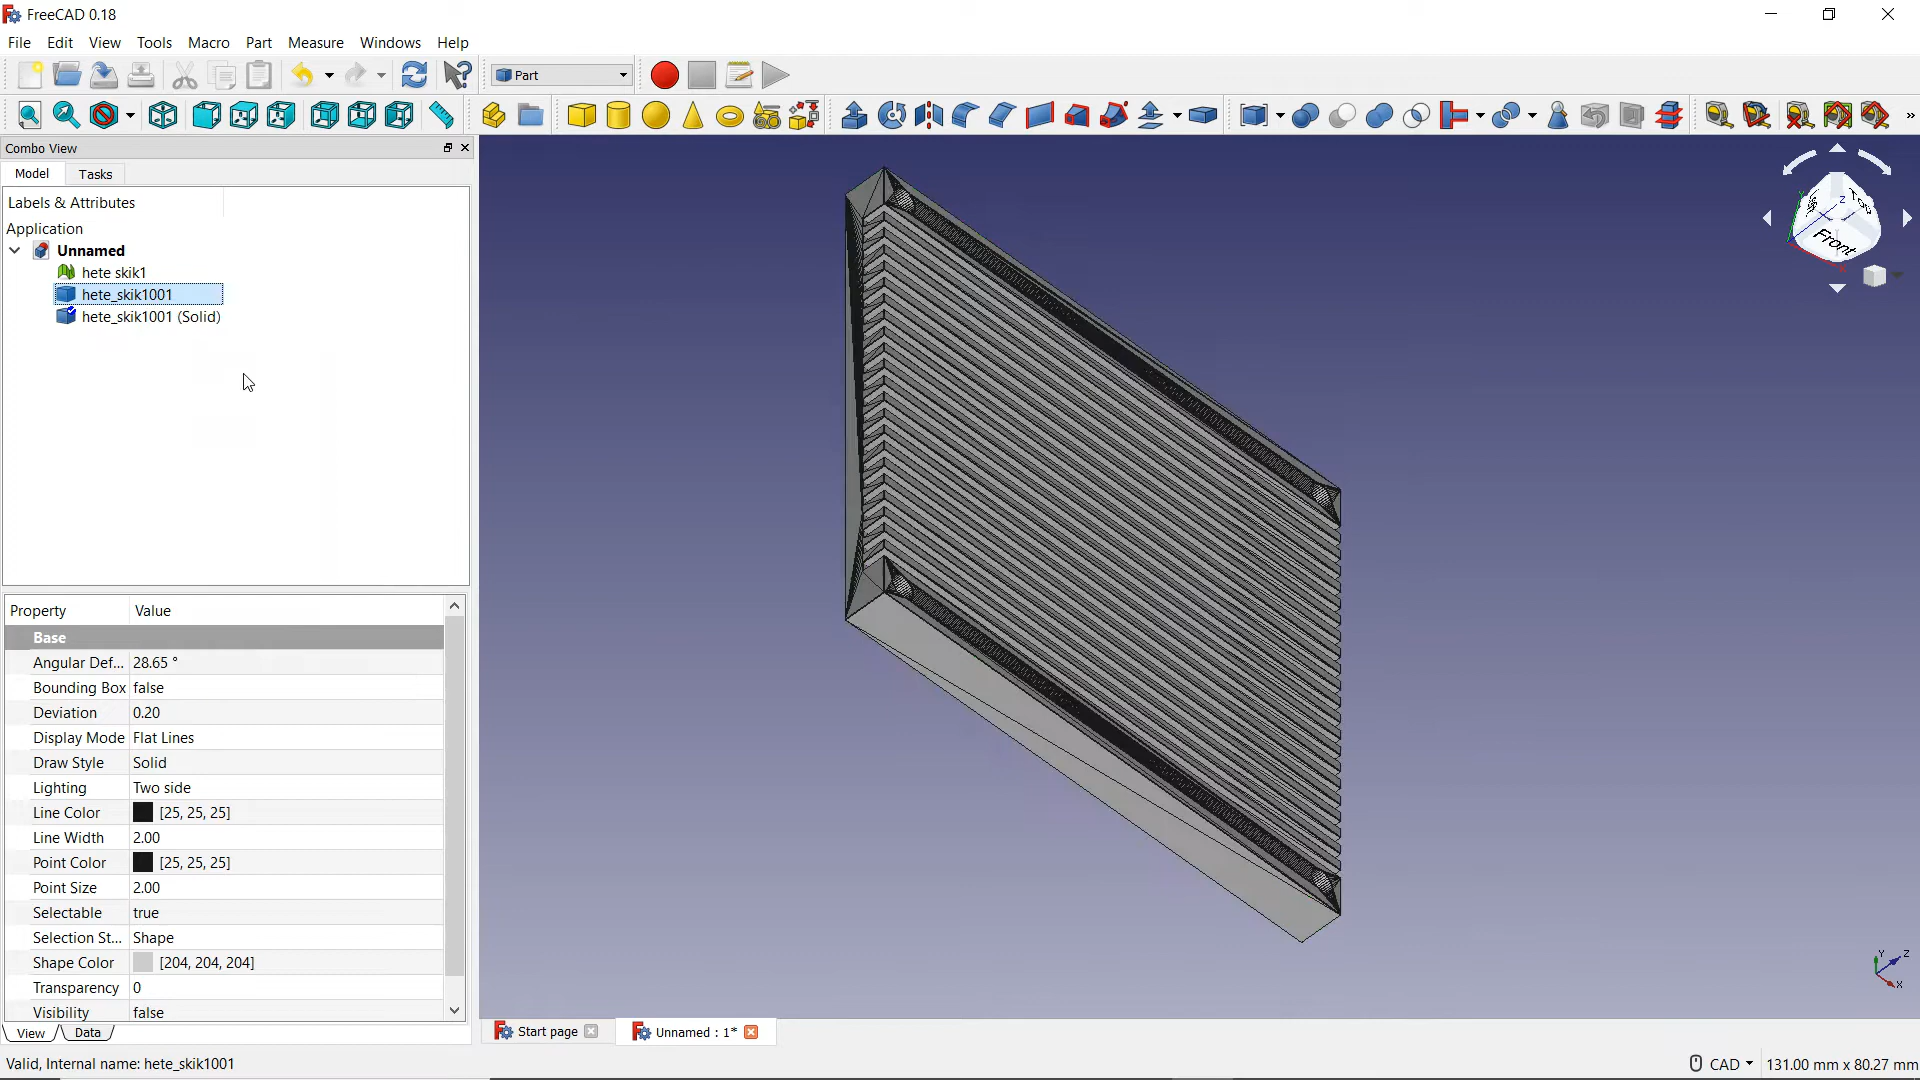 FreeCAD 0.18
File Edit View Tools Macro Part Measure Windows Help
Part
Combo View
Model Tasks
Labels & Attributes
Application
Unnamed
hete skik1
hete_skik1001
hete_skik1001 (Solid)
Top
Front
Property Value
Base
Angular Def... 28.65 °
Bounding Box false
Deviation 0.20
Display Mode Flat Lines
Draw Style Solid
Lighting Two side
Line Color [25, 25, 25]
Line Width 2.00
Point Color [25, 25, 25]
Point Size 2.00
Selectable true
Selection St... Shape
Shape Color [204, 204, 204]
Transparency 0
Visibility false
View Data
Start page Unnamed : 1*
Y Z X
Valid, Internal name: hete_skik1001
CAD 131.00 mm x 80.27 mm